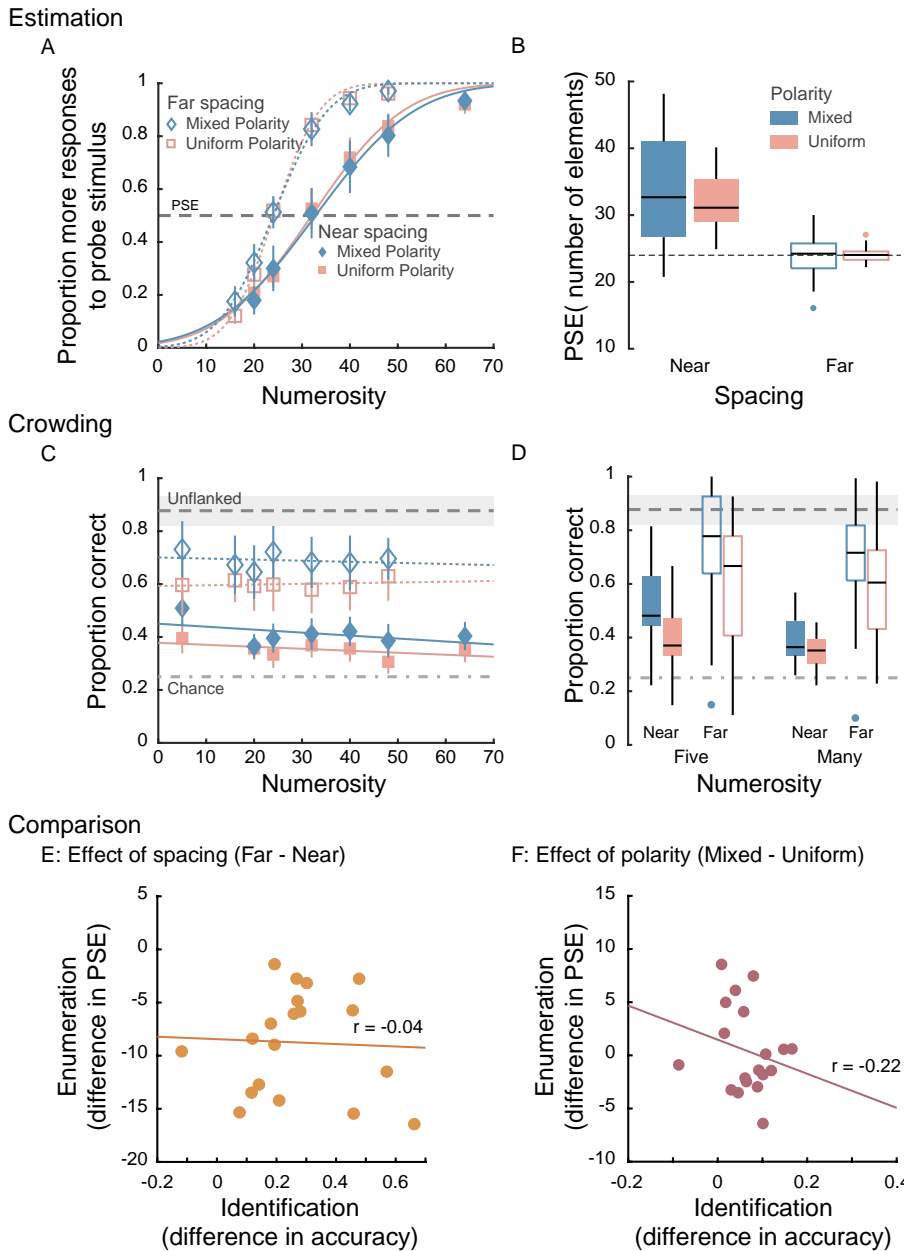 Estimation
A
Proportion more responses
to probe stimulus
1
0.8
0.6
0.4
0.2
0
Far spacing
Mixed Polarity
Uniform Polarity
PSE
Near spacing
Mixed Polarity
Uniform Polarity
0 10 20 30 40 50 60 70
Numerosity
B
PSE( number of elements)
50
40
30
20
10
Polarity
Mixed
Uniform
Near Far
Spacing
Crowding
C
Proportion correct
1
0.8
0.6
0.4
0.2
0
Unflanked
Chance
0 10 20 30 40 50 60 70
Numerosity
D
Proportion correct
1
0.8
0.6
0.4
0.2
0
Near Far Near Far
Five Many
Numerosity
Comparison
E: Effect of spacing (Far - Near)
Enumeration
(difference in PSE)
5
0
-5
-10
-15
-20
r = -0.04
-0.2 0 0.2 0.4 0.6
Identification
(difference in accuracy)
F: Effect of polarity (Mixed - Uniform)
Enumeration
(difference in PSE)
15
10
5
0
-5
-10
r = -0.22
-0.2 0 0.2 0.4
Identification
(difference in accuracy)